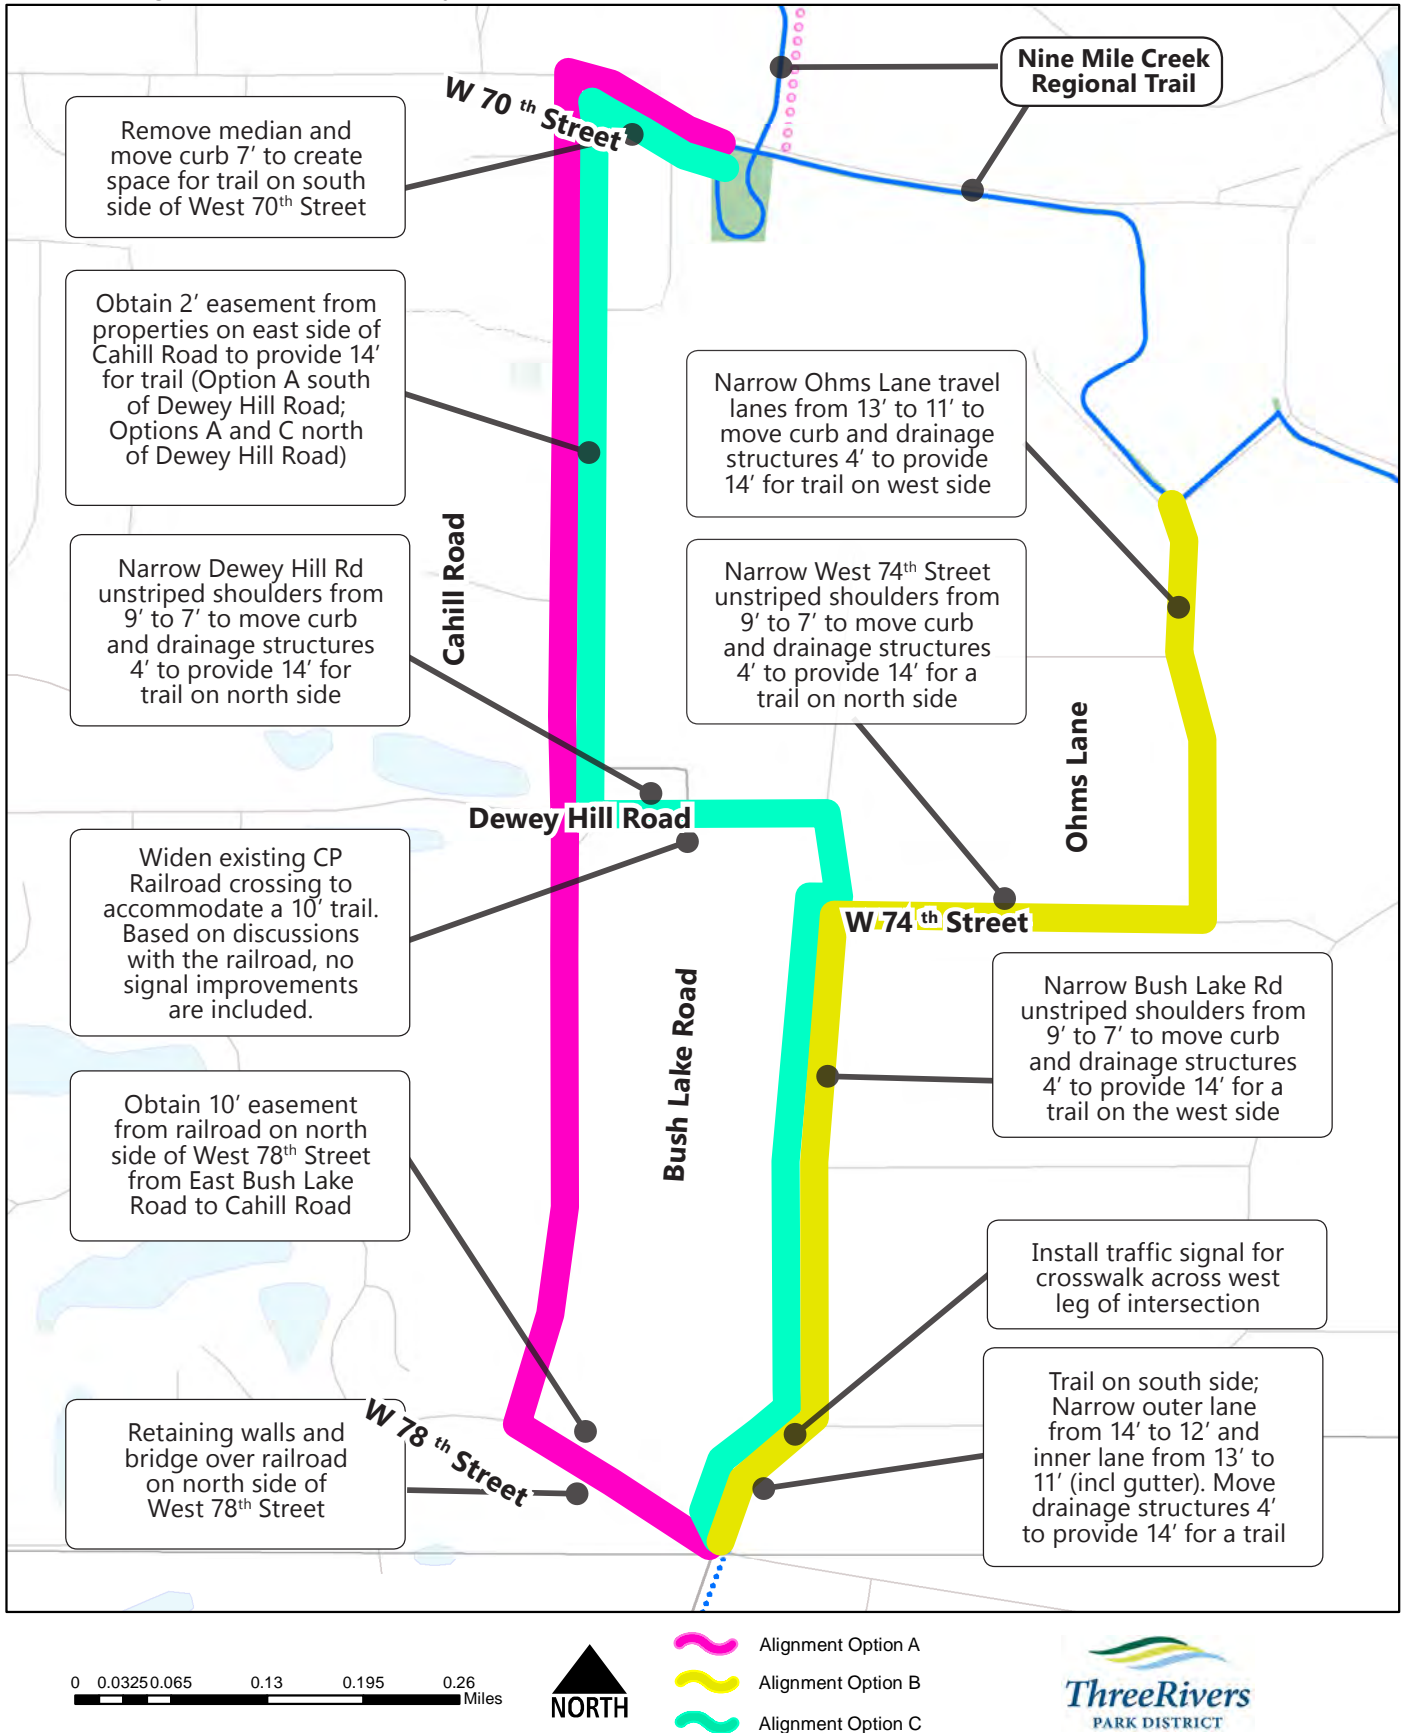 Nine Mile Creek
Regional Trail
W 70 th Street
Remove median and
move curb 7’ to create
space for trail on south
side of West 70th Street
Obtain 2’ easement from
properties on east side of
Cahill Road to provide 14’
for trail (Option A south
of Dewey Hill Road;
Options A and C north
of Dewey Hill Road)
Narrow Ohms Lane travel
lanes from 13’ to 11’ to
move curb and drainage
structures 4’ to provide
14’ for trail on west side
Cahill Road
Narrow Dewey Hill Rd
unstriped shoulders from
9’ to 7’ to move curb
and drainage structures
4’ to provide 14’ for
trail on north side
Narrow West 74th Street
unstriped shoulders from
9’ to 7’ to move curb
and drainage structures
4’ to provide 14’ for a
trail on north side
Ohms Lane
Dewey Hill Road
Widen existing CP
Railroad crossing to
accommodate a 10’ trail.
Based on discussions
with the railroad, no
signal improvements
are included.
W 74 th Street
Bush Lake Road
Narrow Bush Lake Rd
unstriped shoulders from
9’ to 7’ to move curb
and drainage structures
4’ to provide 14’ for a
trail on the west side
Obtain 10’ easement
from railroad on north
side of West 78th Street
from East Bush Lake
Road to Cahill Road
Install traffic signal for
crosswalk across west
leg of intersection
W 78 th Street
Retaining walls and
bridge over railroad
on north side of
West 78th Street
Trail on south side;
Narrow outer lane
from 14’ to 12’ and
inner lane from 13’ to
11’ (incl gutter). Move
drainage structures 4’
to provide 14’ for a trail
0 0.0325 0.065 0.13 0.195 0.26
Miles
NORTH
Alignment Option A
Alignment Option B
Alignment Option C
ThreeRivers
PARK DISTRICT